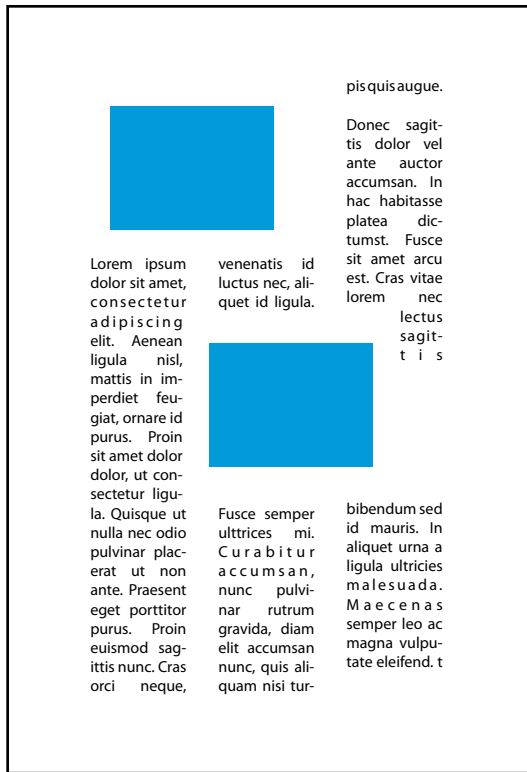 Lorem ipsum
dolor sit amet,
consectetur
adipiscing
elit. Aenean
ligula nisl,
mattis in im-
perdiet feu-
giat, ornare id
purus. Proin
sit amet dolor
dolor, ut con-
sectetur ligu-
la. Quisque ut
nulla nec odio
pulvinar plac-
erat ut non
ante. Praesent
eget porttitor
purus. Proin
euismod sag-
ittis nunc. Cras
orci neque,
venenatis id
luctus nec, ali-
quet id ligula.
Fusce semper
ulttrices mi.
Curabitur
accumsan,
nunc pulvi-
nar rutrum
gravida, diam
elit accumsan
nunc, quis ali-
quam nisi tur-
pis quis augue.
Donec sagit-
tis dolor vel
ante auctor
accumsan. In
hac habitasse
platea dic-
tumst. Fusce
sit amet arcu
est. Cras vitae
lorem nec
lectus
sagit-
tis
bibendum sed
id mauris. In
aliquet urna a
ligula ultricies
malesuada.
Maecenas
semper leo ac
magna vulpu-
tate eleifend. t